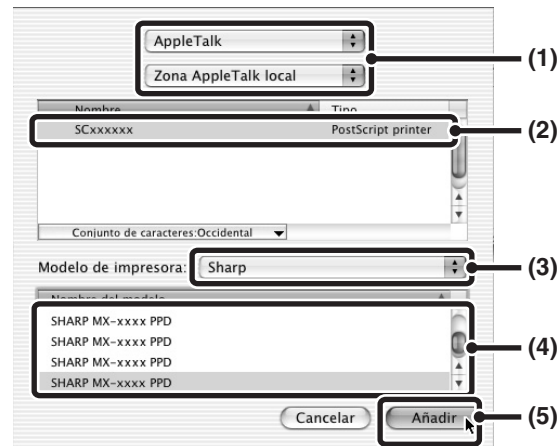 AppleTalk
(1)
Zona AppleTalk local
Nombre Tipo
SCxxxxxx PostScript printer (2)
Conjunto de caracteres:Occidental
Modelo de impresora: Sharp (3)
Nombre del modelo
SHARP MX-xxxx PPD
SHARP MX-xxxx PPD
(4)
SHARP MX-xxxx PPD
SHARP MX-xxxx PPD
Cancelar Añadir (5)